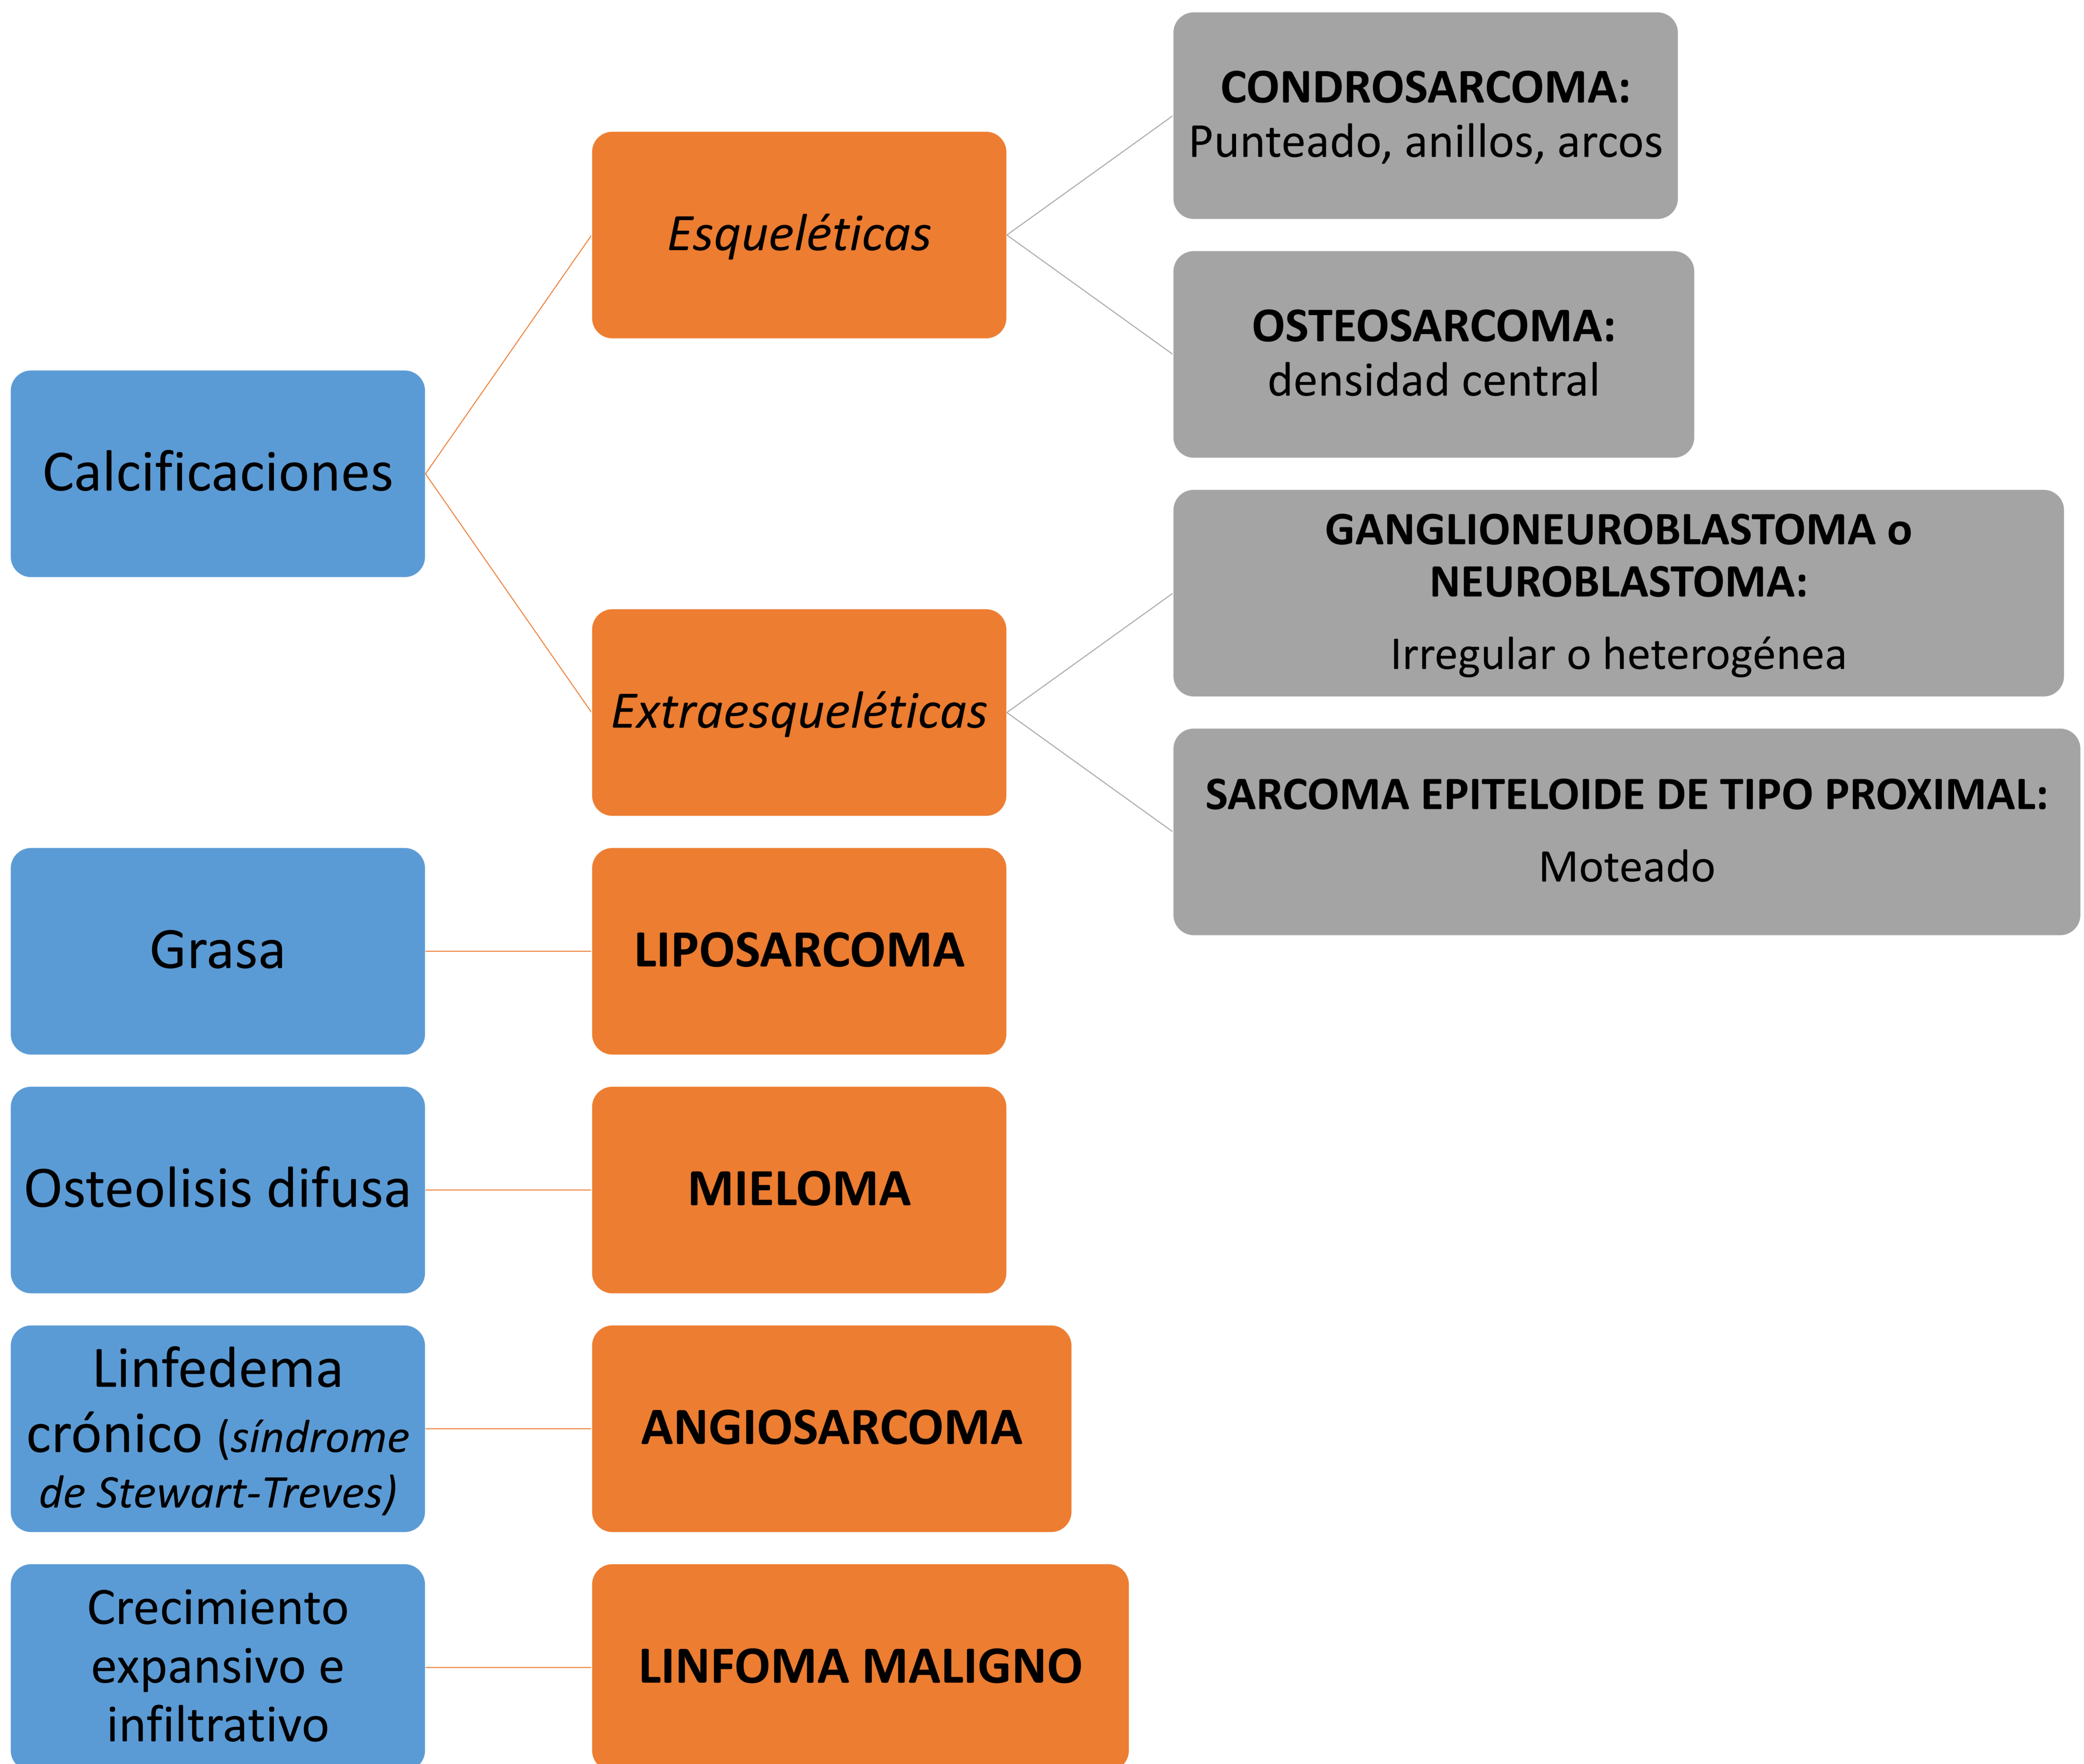 CONDROSARCOMA:
Punteado, anillos, arcos
Esqueléticas
OSTEOSARCOMA:
densidad central
Calcificaciones
GANGLIONEUROBLASTOMA o
NEUROBLASTOMA:
Irregular o heterogénea
Extraesqueléticas
SARCOMA EPITELOIDE DE TIPO PROXIMAL:
Moteado
Grasa
LIPOSARCOMA
Osteolisis difusa
MIELOMA
Linfedema
crónico (síndrome
de Stewart-Treves)
ANGIOSARCOMA
Crecimiento
expansivo e
infiltrativo
LINFOMA MALIGNO